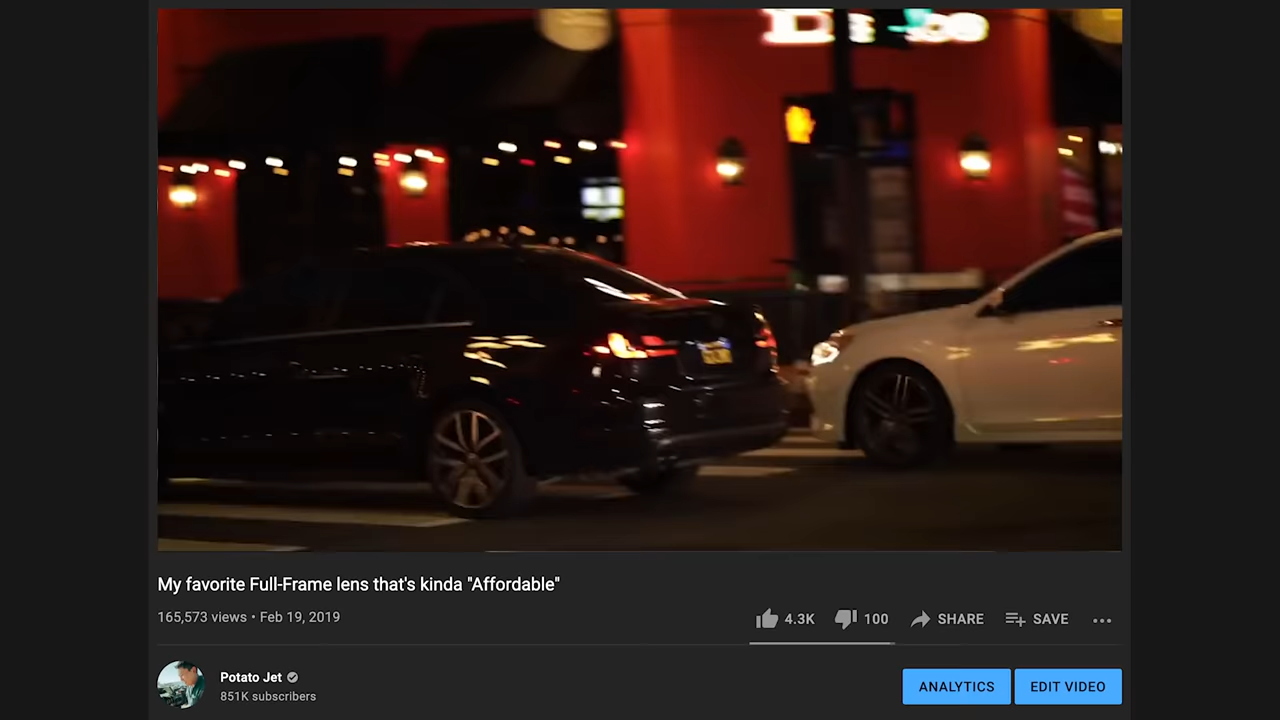 My favorite Full-Frame lens that's kinda "Affordable"
165,573 views • Feb 19, 2019
4.3K 100 SHARE SAVE
Potato Jet
851K subscribers
ANALYTICS EDIT VIDEO